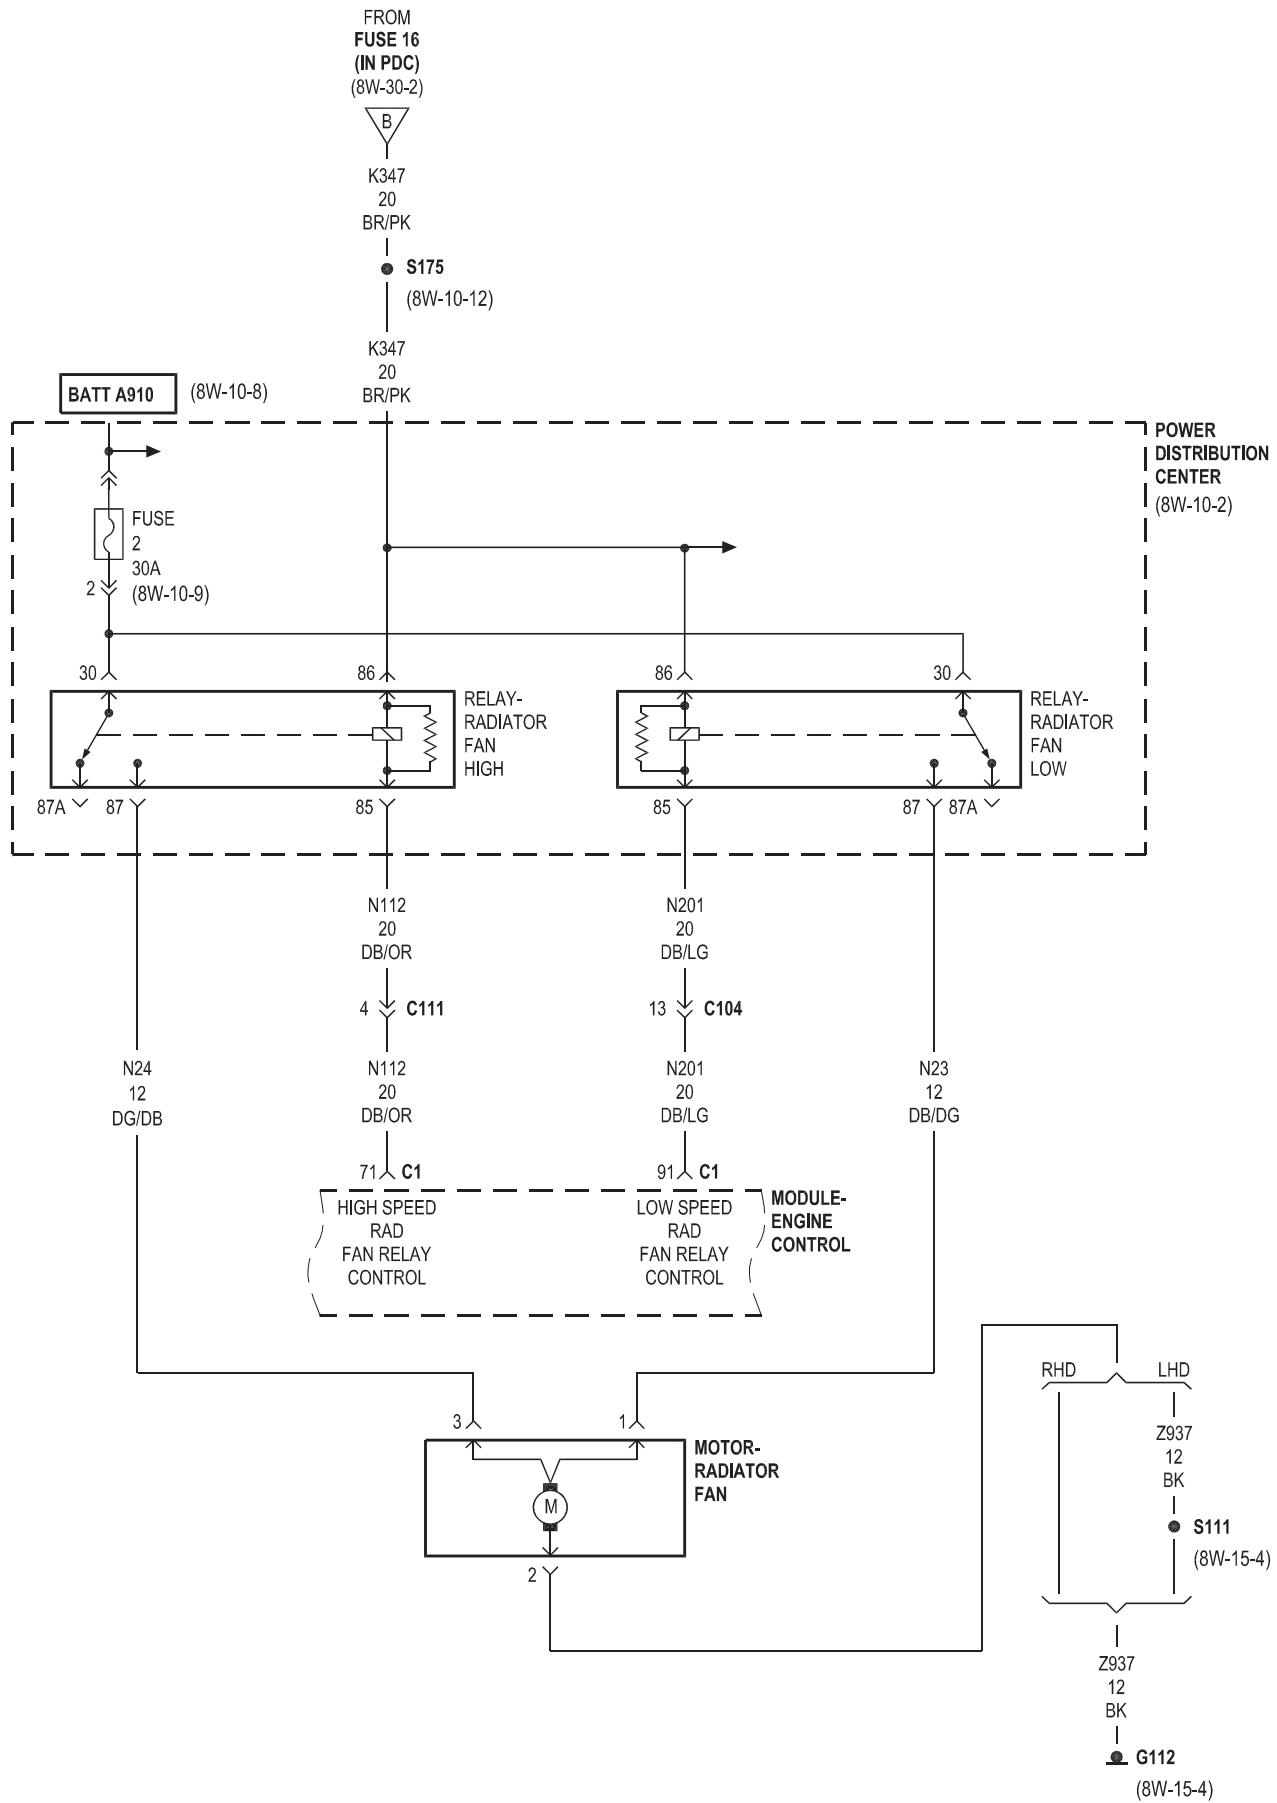 FROM
FUSE 16
(IN PDC)
(8W-30-2)
B
K347
20
BR/PK
S175
(8W-10-12)
K347
20
BR/PK
BATT A910
(8W-10-8)
POWER
DISTRIBUTION
CENTER
(8W-10-2)
FUSE
2
30A
(8W-10-9)
2
30
86
86
30
RELAY-
RADIATOR
FAN
HIGH
RELAY-
RADIATOR
FAN
LOW
87A
87
85
85
87
87A
N112
20
DB/OR
N201
20
DB/LG
4
C111
13
C104
N24
12
DG/DB
N112
20
DB/OR
N201
20
DB/LG
N23
12
DB/DG
71
C1
91
C1
HIGH SPEED
RAD
FAN RELAY
CONTROL
LOW SPEED
RAD
FAN RELAY
CONTROL
MODULE-
ENGINE
CONTROL
RHD
LHD
3
1
MOTOR-
RADIATOR
FAN
M
2
Z937
12
BK
S111
(8W-15-4)
Z937
12
BK
G112
(8W-15-4)